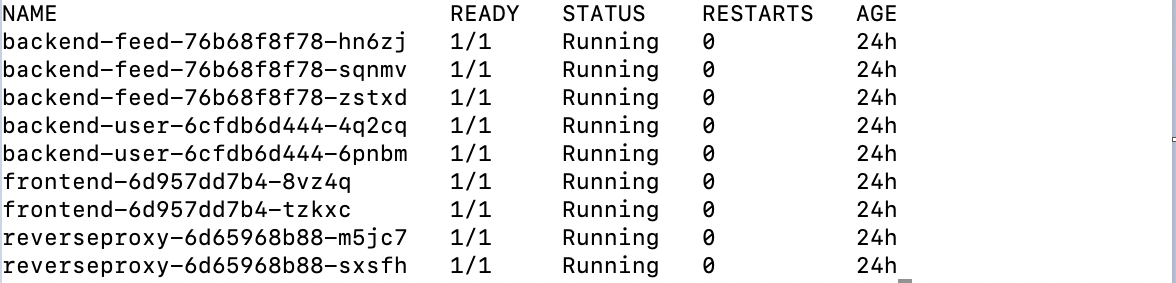 NAME READY STATUS RESTARTS AGE
backend-feed-76b68f8f78-hn6zj 1/1 Running 0 24h
backend-feed-76b68f8f78-sqnmv 1/1 Running 0 24h
backend-feed-76b68f8f78-zstxd 1/1 Running 0 24h
backend-user-6cfdb6d444-4q2cq 1/1 Running 0 24h
backend-user-6cfdb6d444-6pnbm 1/1 Running 0 24h
frontend-6d957dd7b4-8vz4q 1/1 Running 0 24h
frontend-6d957dd7b4-tzkxc 1/1 Running 0 24h
reverseproxy-6d65968b88-m5jc7 1/1 Running 0 24h
reverseproxy-6d65968b88-sxsfh 1/1 Running 0 24h